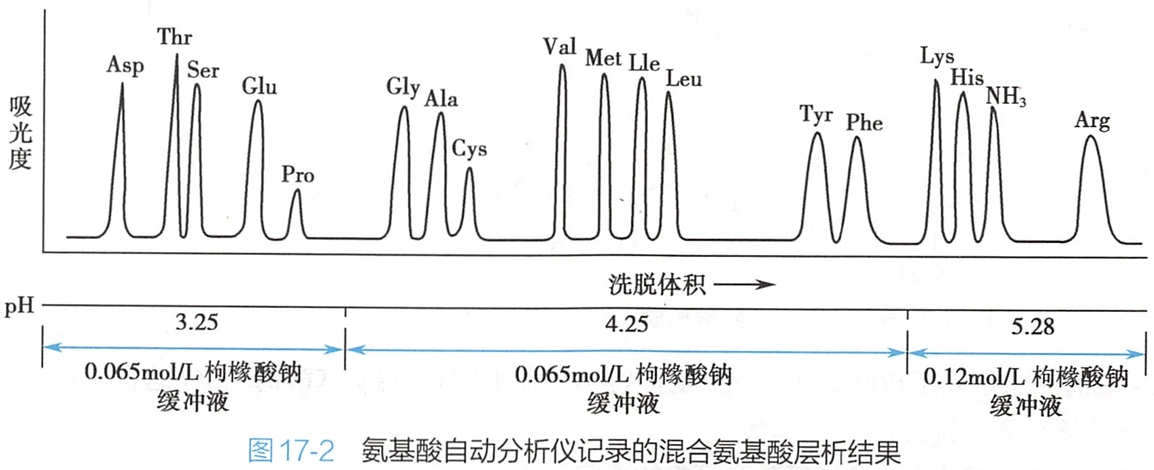 Thr
Asp
Ser
Glu
Pro
Gly
Ala
Cys
Val
Met
Lle
Leu
Tyr
Phe
Lys
His
NH₃
Arg
吸光度
洗脱体积
pH
3.25
4.25
5.28
0.065mol/L 枸橼酸钠
缓冲液
0.065mol/L 枸橼酸钠
缓冲液
0.12mol/L 枸橼酸钠
缓冲液
图 17-2 氨基酸自动分析仪记录的混合氨基酸层析结果